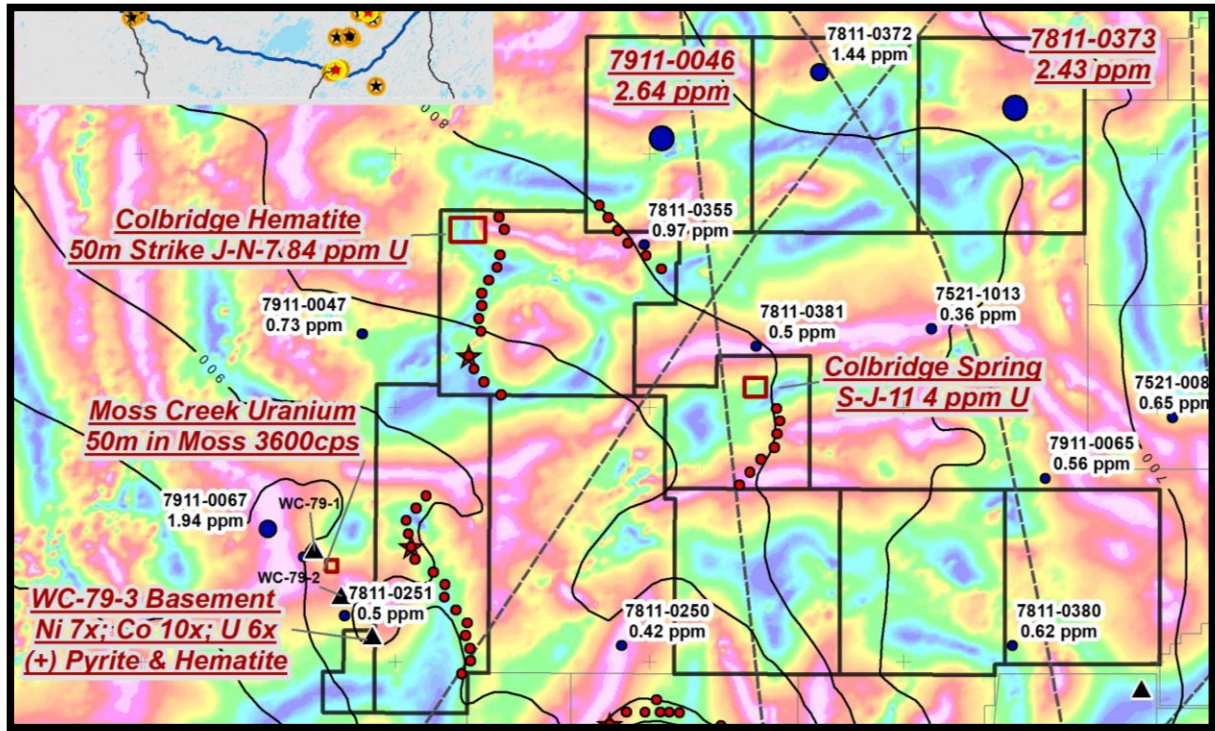 7811-0372
1.44 ppm
7811-0373
2.43 ppm
7911-0046
2.64 ppm
800
Colbridge Hematite
50m Strike J-N-7.84 ppm U
7811-0355
0.97 ppm
7911-0047
0.73 ppm
7811-0381
0.5 ppm
7521-1013
0.36 ppm
900
Colbridge Spring
S-J-11 4 ppm U
7521-008
0.65 ppm
Moss Creek Uranium
50m in Moss 3600cps
7911-0065
0.56 ppm
700
7911-0067
1.94 ppm
WC-79-1
WC-79-2
WC-79-3 Basement
Ni 7x; Co 10x; U 6x
(+) Pyrite & Hematite
7811-0251
0.5 ppm
7811-0250
0.42 ppm
7811-0380
0.62 ppm